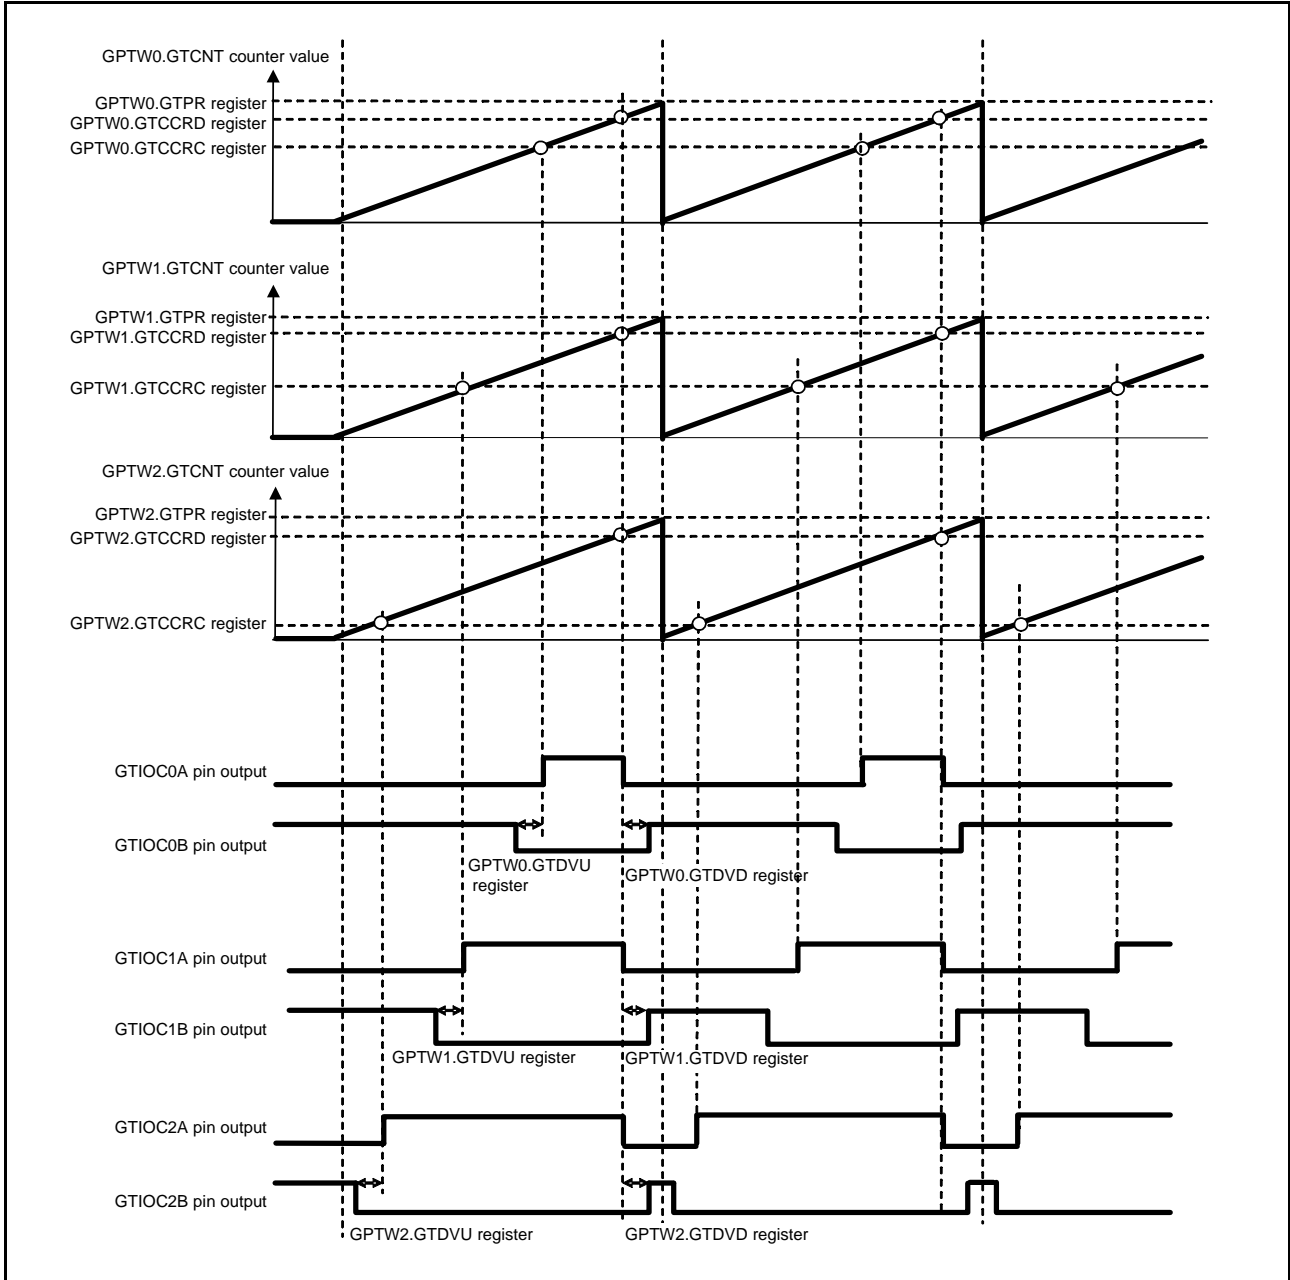 GPTW0.GTCNT counter value
GPTW0.GTPR register
GPTW0.GTCCRD register
GPTW0.GTCCRC register
GPTW1.GTCNT counter value
GPTW1.GTPR register
GPTW1.GTCCRD register
GPTW1.GTCCRC register
GPTW2.GTCNT counter value
GPTW2.GTPR register
GPTW2.GTCCRD register
GPTW2.GTCCRC register
GTIOC0A pin output
GTIOC0B pin output
GPTW0.GTDVU
register
GPTW0.GTDVD register
GTIOC1A pin output
GTIOC1B pin output
GPTW1.GTDVU register
GPTW1.GTDVD register
GTIOC2A pin output
GTIOC2B pin output
GPTW2.GTDVU register
GPTW2.GTDVD register